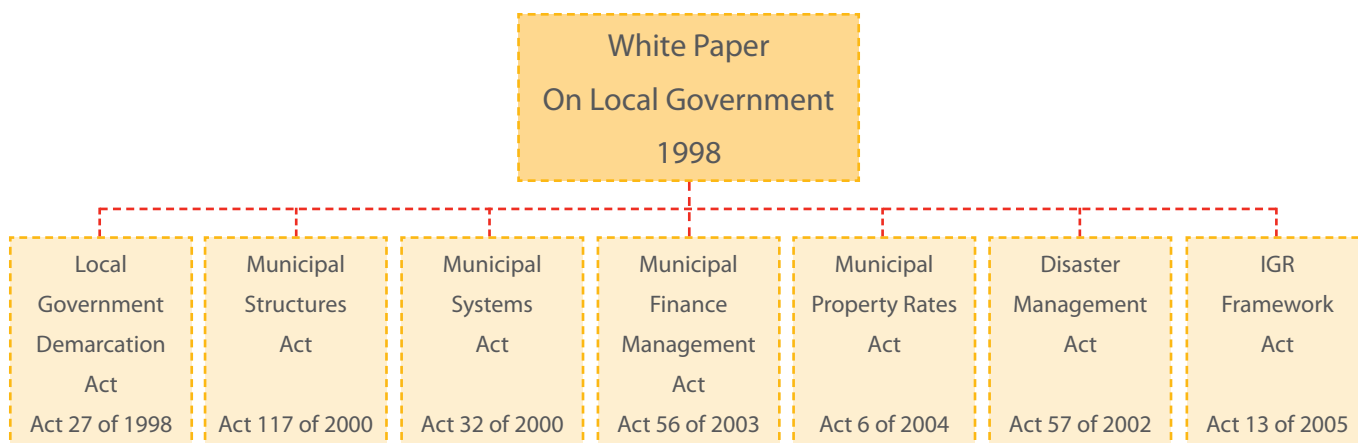 White Paper
On Local Government
1998
Local
Government
Demarcation
Act
Act 27 of 1998
Municipal
Structures
Act
Act 117 of 2000
Municipal
Systems
Act
Act 32 of 2000
Municipal
Finance
Management
Act
Act 56 of 2003
Municipal
Property Rates
Act
Act 6 of 2004
Disaster
Management
Act
Act 57 of 2002
IGR
Framework
Act
Act 13 of 2005